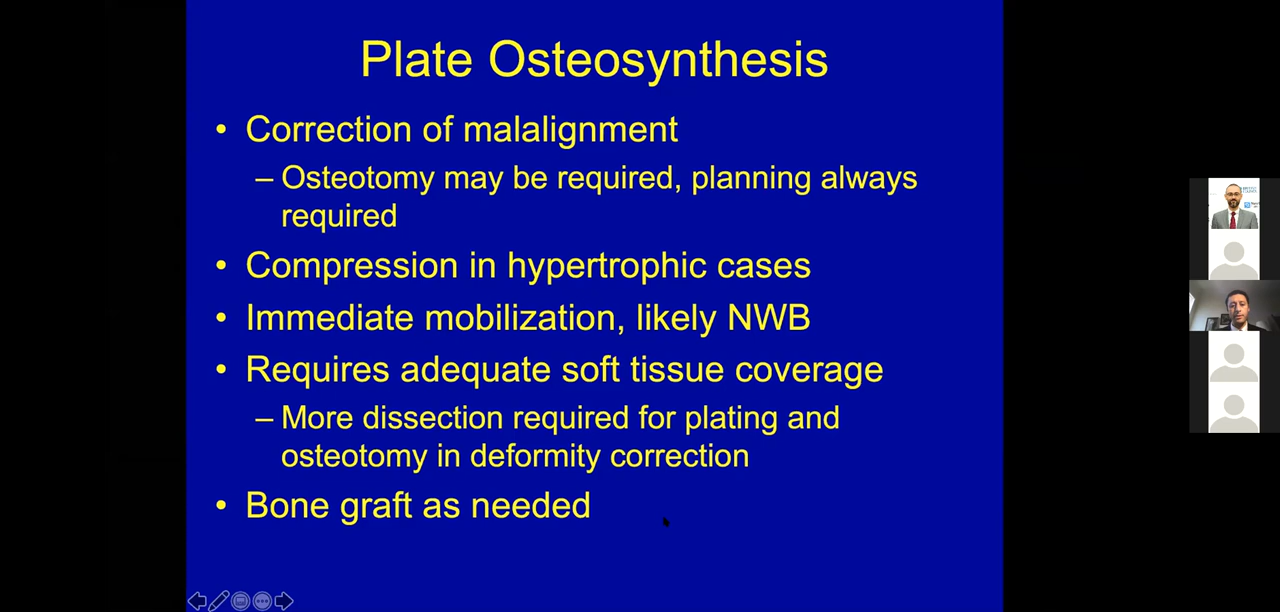 Plate Osteosynthesis
• Correction of malalignment
– Osteotomy may be required, planning always
required
• Compression in hypertrophic cases
• Immediate mobilization, likely NWB
• Requires adequate soft tissue coverage
– More dissection required for plating and
osteotomy in deformity correction
• Bone graft as needed